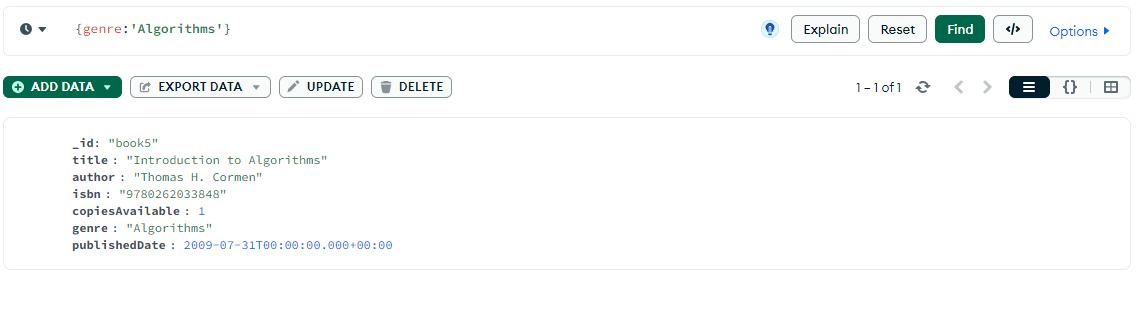 {genre:'Algorithms'} Explain Reset Find </> Options
ADD DATA EXPORT DATA UPDATE DELETE 1 – 1 of 1 {}
_id: "book5"
title : "Introduction to Algorithms"
author : "Thomas H. Cormen"
isbn : "9780262033848"
copiesAvailable : 1
genre : "Algorithms"
publishedDate : 2009-07-31T00:00:00.000+00:00